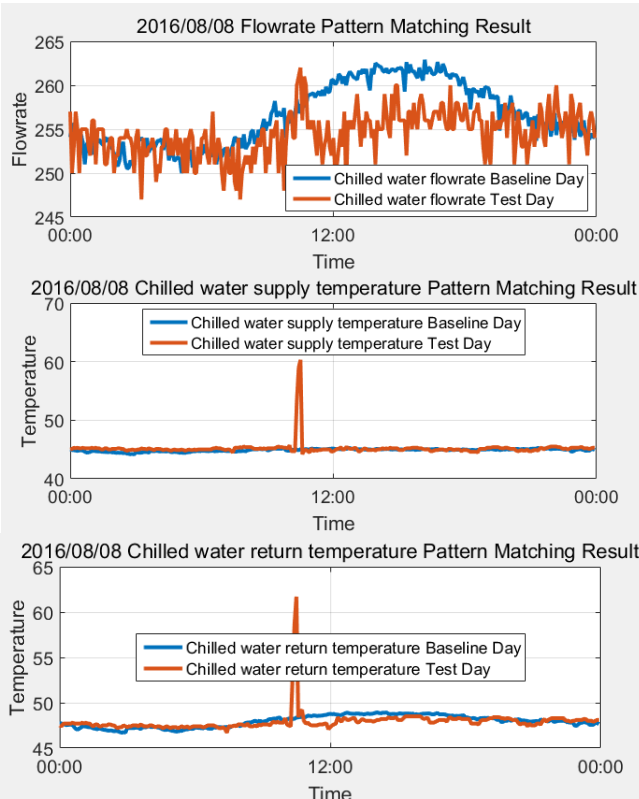 2016/08/08 Flowrate Pattern Matching Result
265
260
255
250
245
Flowrate
Chilled water flowrate Baseline Day
Chilled water flowrate Test Day
00:00 12:00 00:00
Time
2016/08/08 Chilled water supply temperature Pattern Matching Result
70
60
50
40
Temperature
Chilled water supply temperature Baseline Day
Chilled water supply temperature Test Day
00:00 12:00 00:00
Time
2016/08/08 Chilled water return temperature Pattern Matching Result
65
60
55
50
45
Temperature
Chilled water return temperature Baseline Day
Chilled water return temperature Test Day
00:00 12:00 00:00
Time